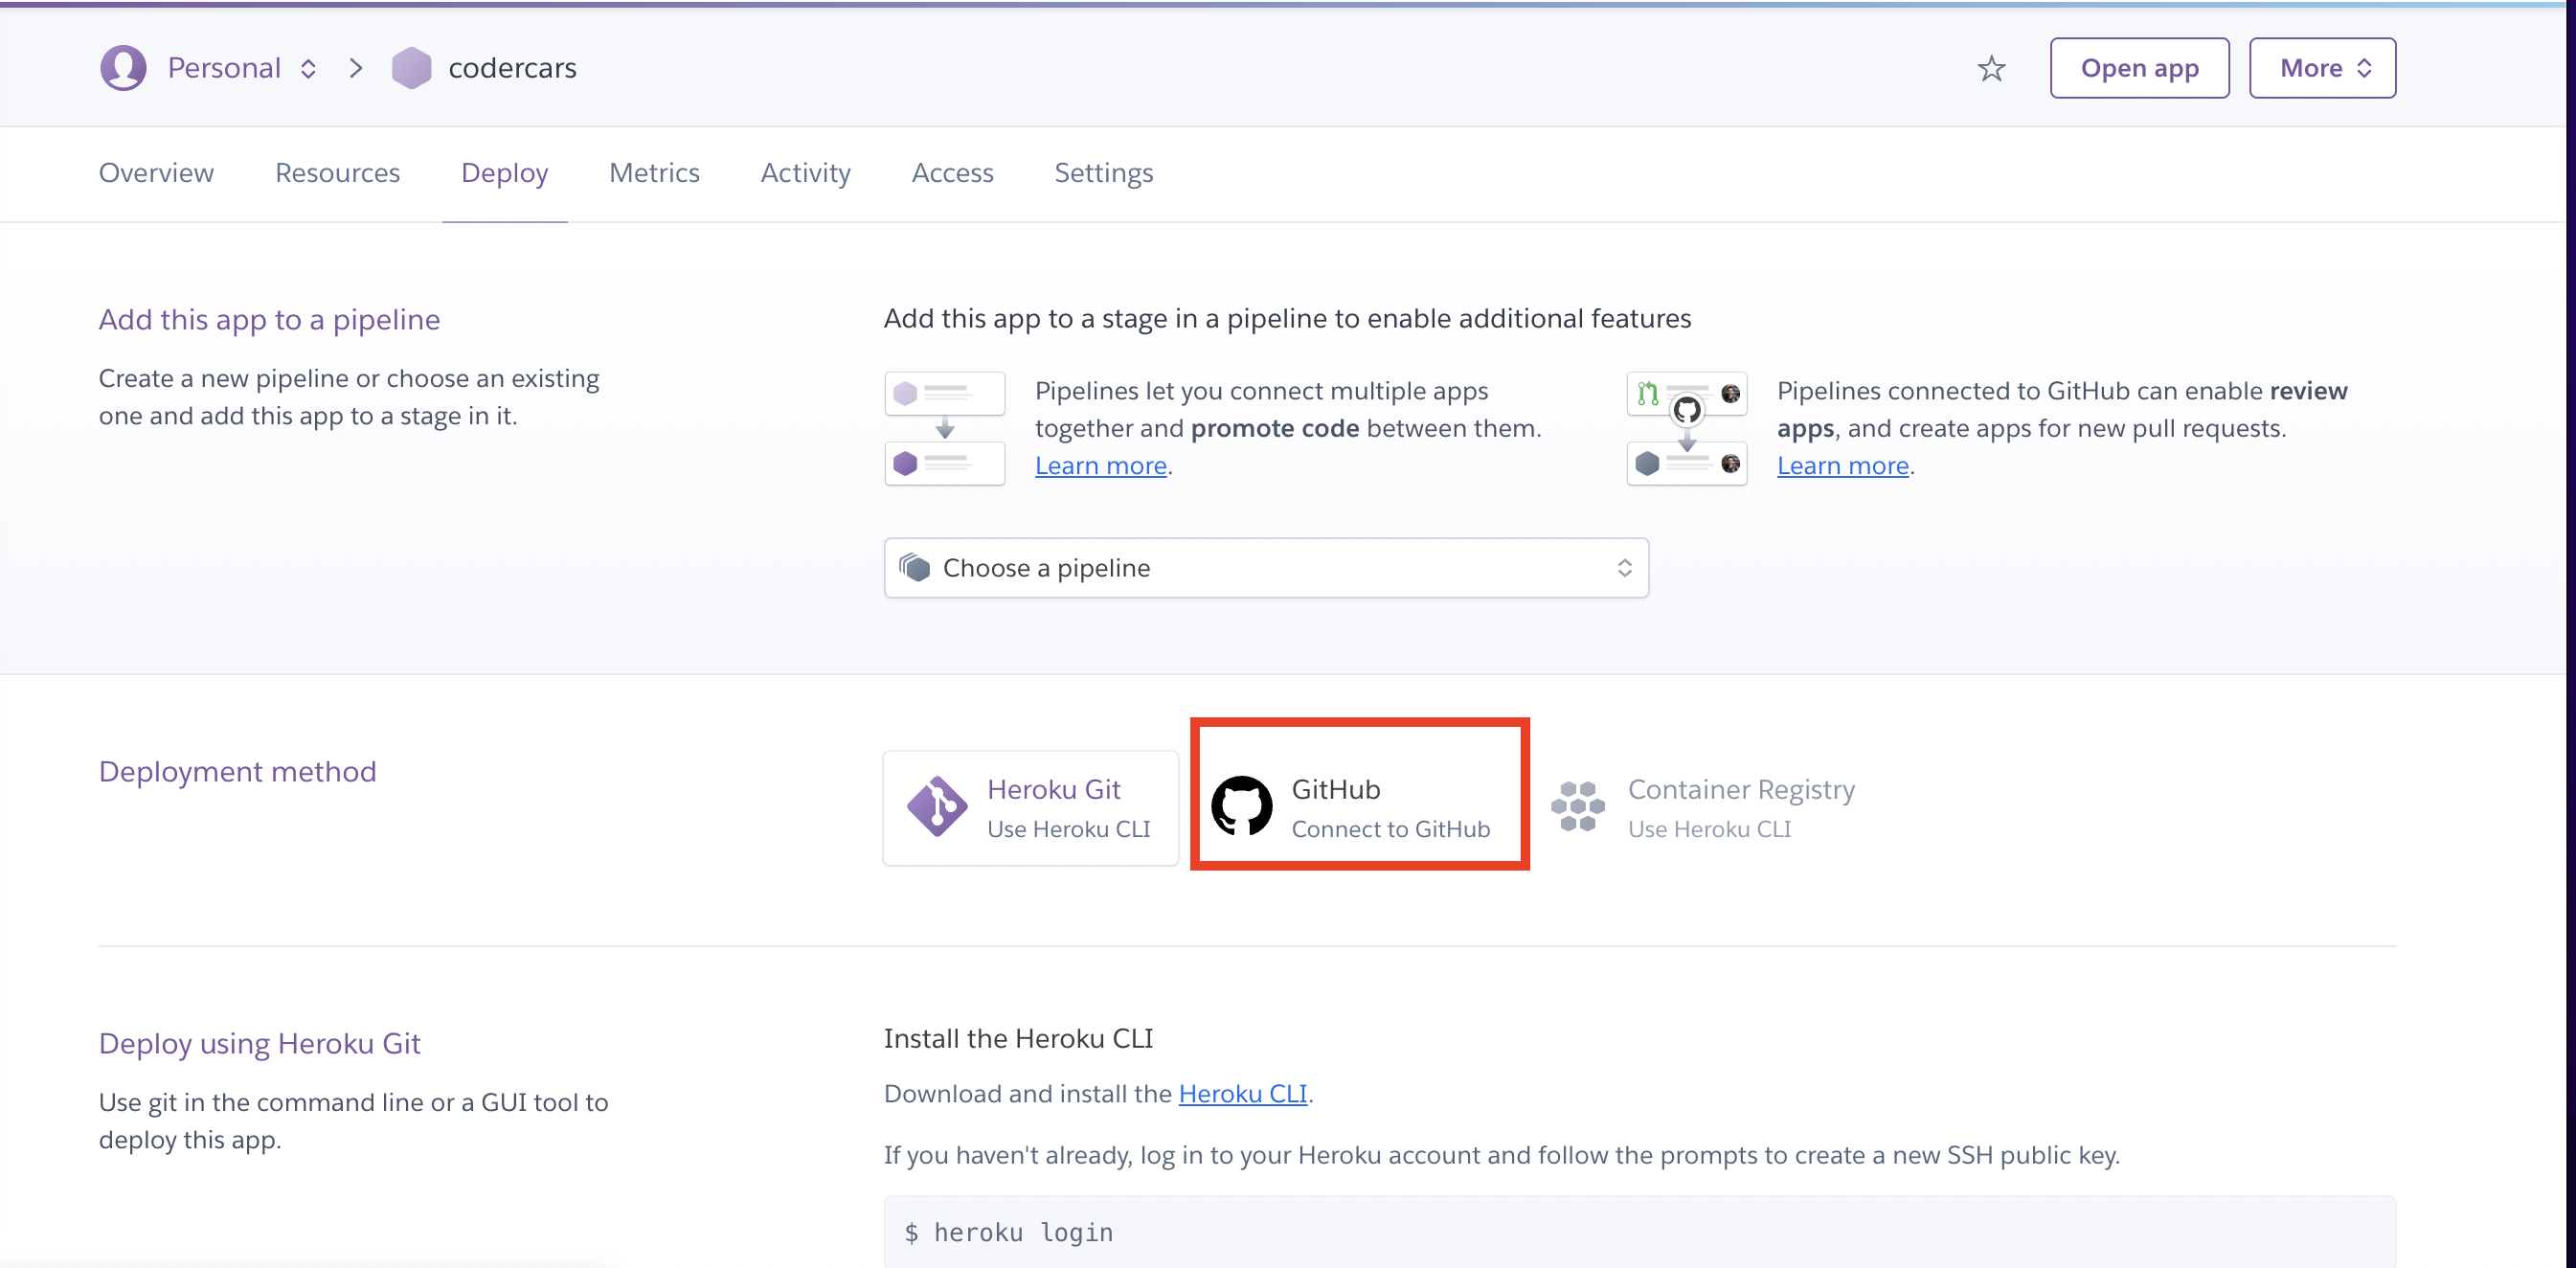 Personal > codercars
Open app
More
Overview
Resources
Deploy
Metrics
Activity
Access
Settings
Add this app to a pipeline
Create a new pipeline or choose an existing
one and add this app to a stage in it.
Add this app to a stage in a pipeline to enable additional features
Pipelines let you connect multiple apps
together and promote code between them.
Learn more.
Pipelines connected to GitHub can enable review
apps, and create apps for new pull requests.
Learn more.
Choose a pipeline
Deployment method
Heroku Git
Use Heroku CLI
GitHub
Connect to GitHub
Container Registry
Use Heroku CLI
Deploy using Heroku Git
Use git in the command line or a GUI tool to
deploy this app.
Install the Heroku CLI
Download and install the Heroku CLI.
If you haven't already, log in to your Heroku account and follow the prompts to create a new SSH public key.
$ heroku login